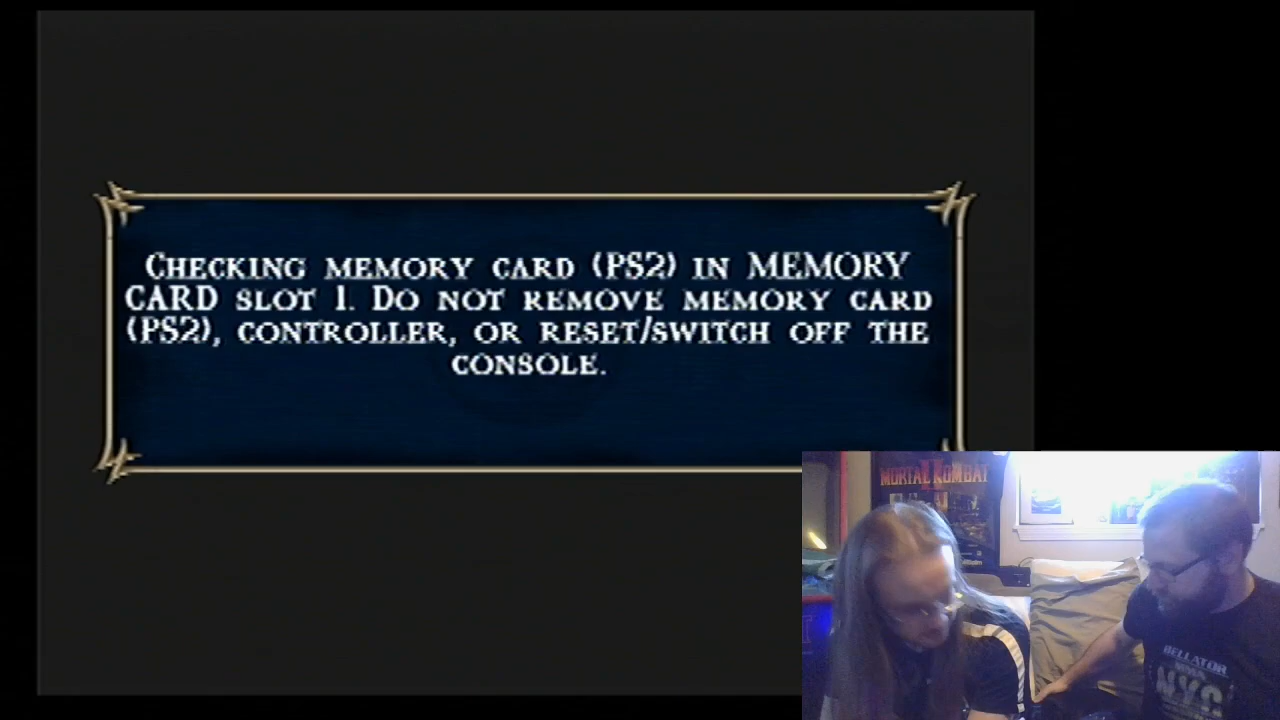 CHECKING MEMORY CARD (PS2) IN MEMORY
CARD SLOT 1. DO NOT REMOVE MEMORY CARD
(PS2), CONTROLLER, OR RESET/SWITCH OFF THE
CONSOLE.
MORTAL KOMBAT
II
BELLATOR
NYC